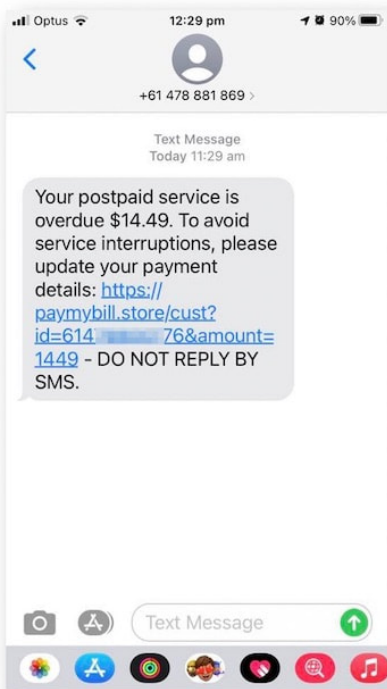 Optus 12:29 pm 90%
+61 478 881 869 >
Text Message
Today 11:29 am
Your postpaid service is
overdue $14.49. To avoid
service interruptions, please
update your payment
details: https://
paymybill.store/cust?
id=614 76&amount=
1449 - DO NOT REPLY BY
SMS.
Text Message